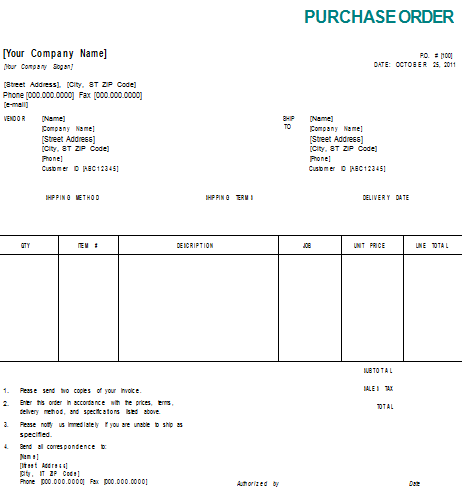 PURCHASE ORDER
[Your Company Name]
P.O. # [100]
[Your Company Slogan]
DATE: OCTOBER 25, 2011
[Street Address], [City, ST ZIP Code]
Phone [000.000.0000] Fax [000.000.0000]
[e-mail]
VENDOR
[Name]
[Company Name]
[Street Address]
[City, ST ZIP Code]
[Phone]
Customer ID [ABC12345]
SHIP
TO
[Name]
[Company Name]
[Street Address]
[City, ST ZIP Code]
[Phone]
Customer ID [ABC12345]
SHIPPING METHOD SHIPPING TERMS DELIVERY DATE
QTY ITEM # DESCRIPTION JOB UNIT PRICE LINE TOTAL
SUBTOTAL
SALES TAX
TOTAL
1. Please send two copies of your invoice.
2. Enter this order in accordance with the prices, terms,
delivery method, and specifications listed above.
3. Please notify us immediately if you are unable to ship as
specified.
4. Send all correspondence to:
[Name]
[Street Address]
[City, ST ZIP Code]
Phone [000.000.0000] Fax [000.000.0000]
Authorized by Date